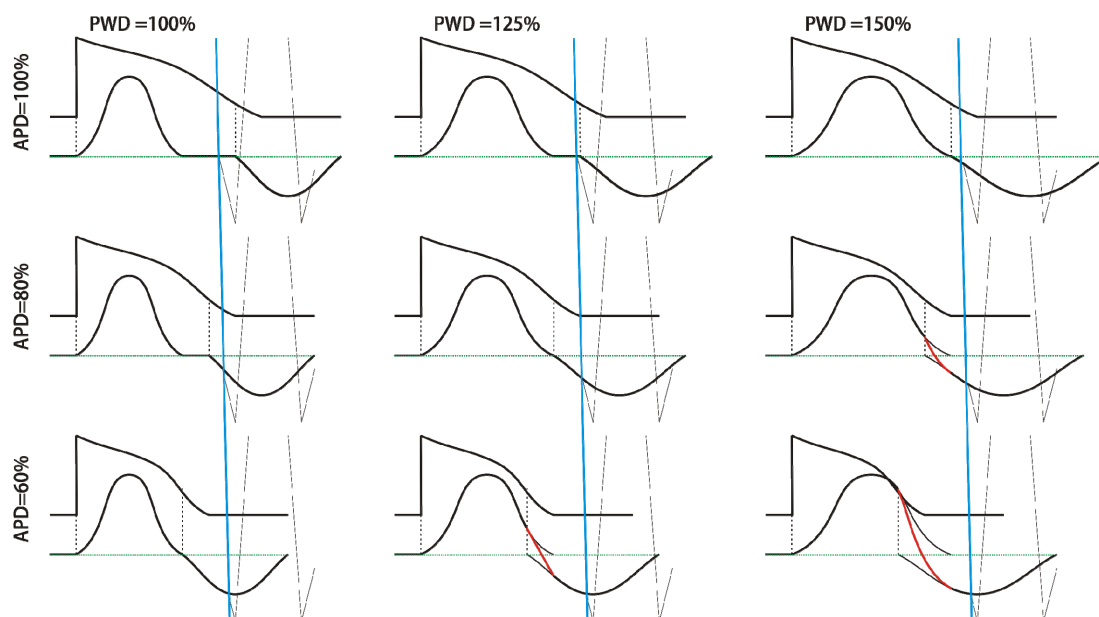 PWD =100%
PWD =125%
PWD =150%
APD=100%
APD=80%
APD=60%